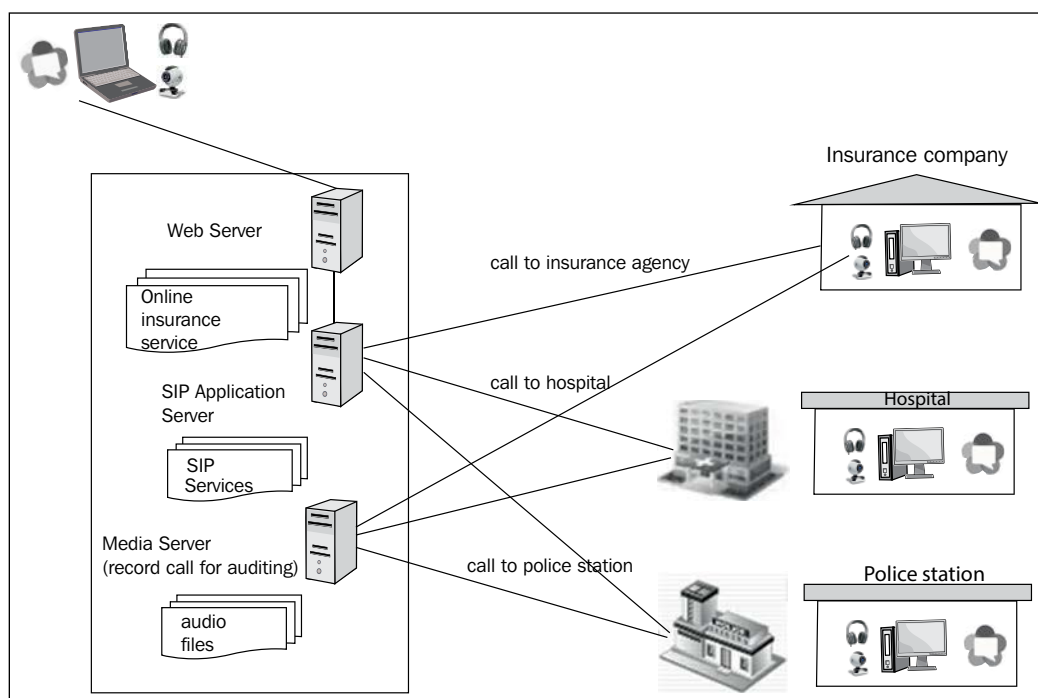 Insurance company
Web Server
call to insurance agency
Online
insurance
service
SIP Application
Server
call to hospital
Hospital
SIP
Services
Media Server
(record call for auditing)
call to police station
Police station
audio
files